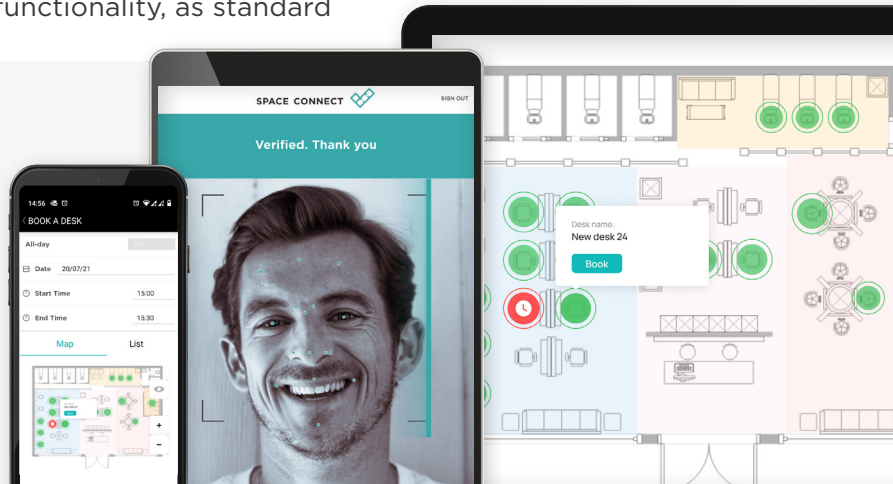 functionality, as standard
SPACE CONNECT
SIGN OUT
Verified. Thank you
14:56
BOOK A DESK
All-day
Date 20/07/21
Start Time 15:00
End Time 15:30
Map List
+
-
Desk name:
New desk 24
Book